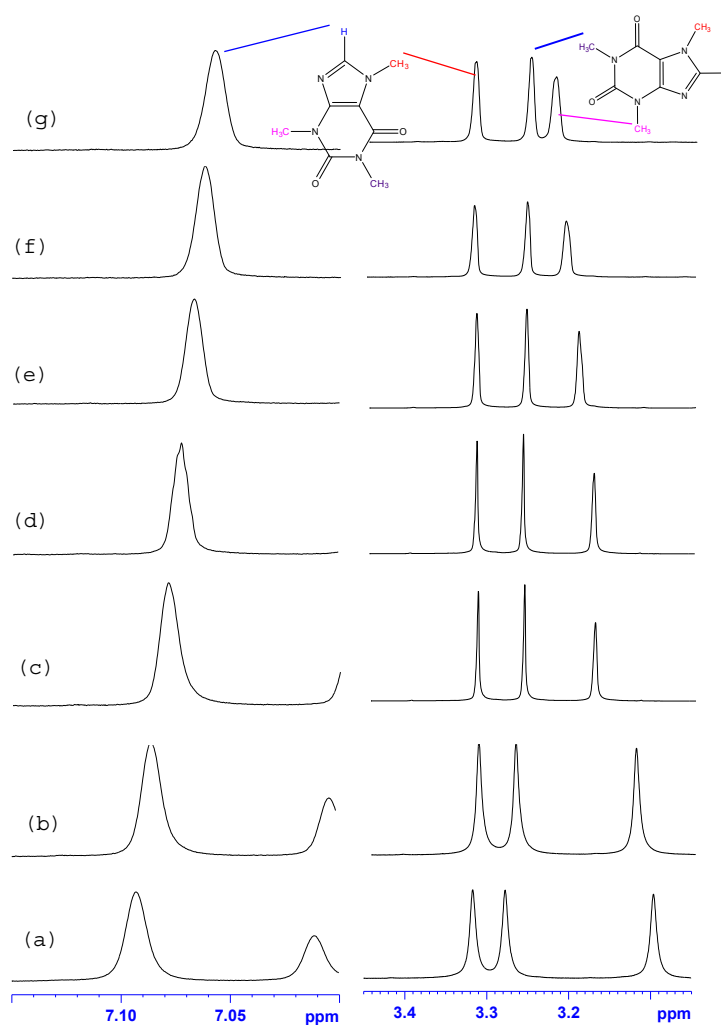 H
N
N
CH3
H3C
N
O
N
O
CH3
O
CH3
H3C
N
N
O
N
N
CH3
(g)
(f)
(e)
(d)
(c)
(b)
(a)
7.10 7.05 ppm
3.4 3.3 3.2 ppm